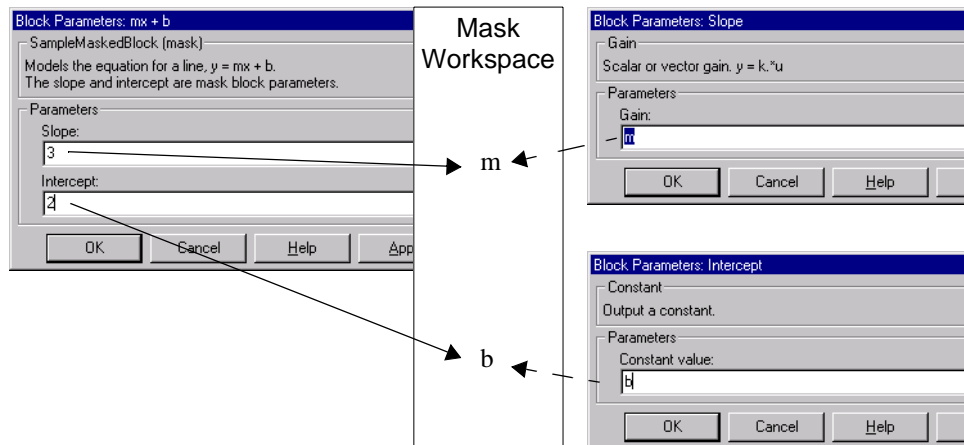 Block Parameters: mx + b
SampleMaskedBlock (mask)
Models the equation for a line, y = mx + b.
The slope and intercept are mask block parameters.
Parameters
Slope:
3
Intercept:
2
OK Cancel Help App
Mask
Workspace
m
b
Block Parameters: Slope
Gain
Scalar or vector gain. y = k.*u
Parameters
Gain:
m
OK Cancel Help
Block Parameters: Intercept
Constant
Output a constant.
Parameters
Constant value:
b
OK Cancel Help